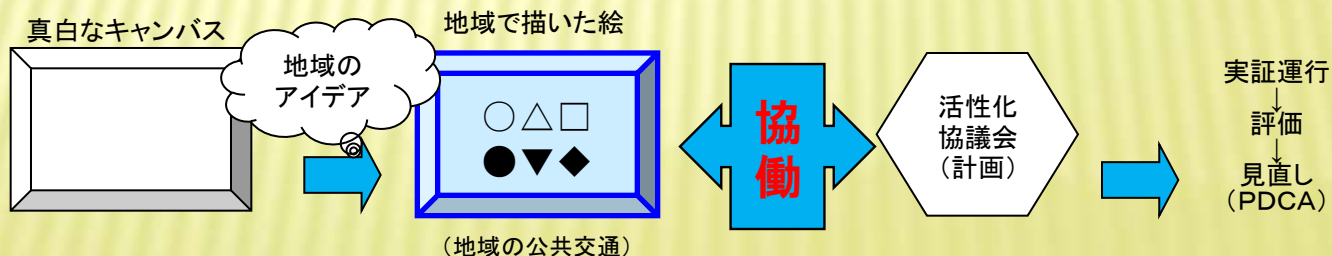 真白なキャンバス
地域の
アイデア
地域で描いた絵
○△□
●▼◆
（地域の公共交通）
協
働
活性化
協議会
（計画）
実証運行
↓
評価
↓
見直し
（PDCA）